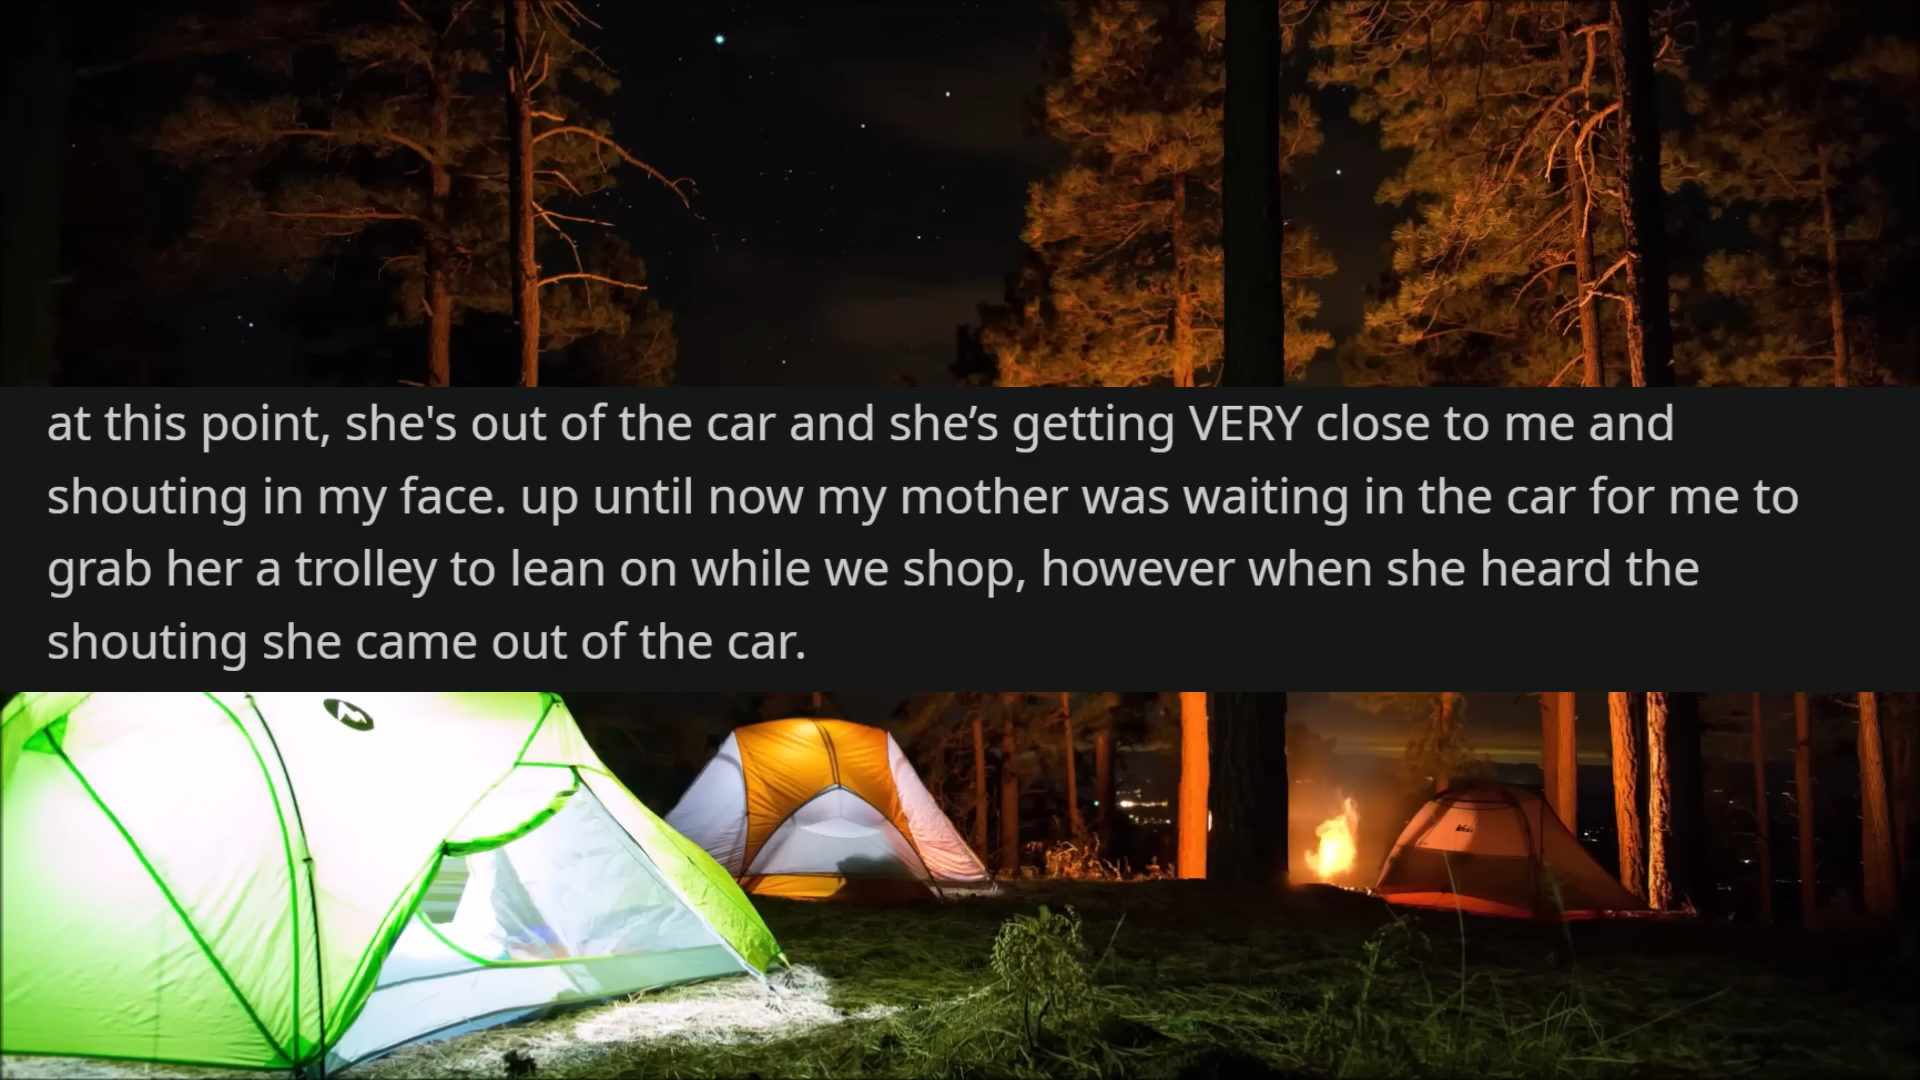 at this point, she's out of the car and she’s getting VERY close to me and
shouting in my face. up until now my mother was waiting in the car for me to
grab her a trolley to lean on while we shop, however when she heard the
shouting she came out of the car.